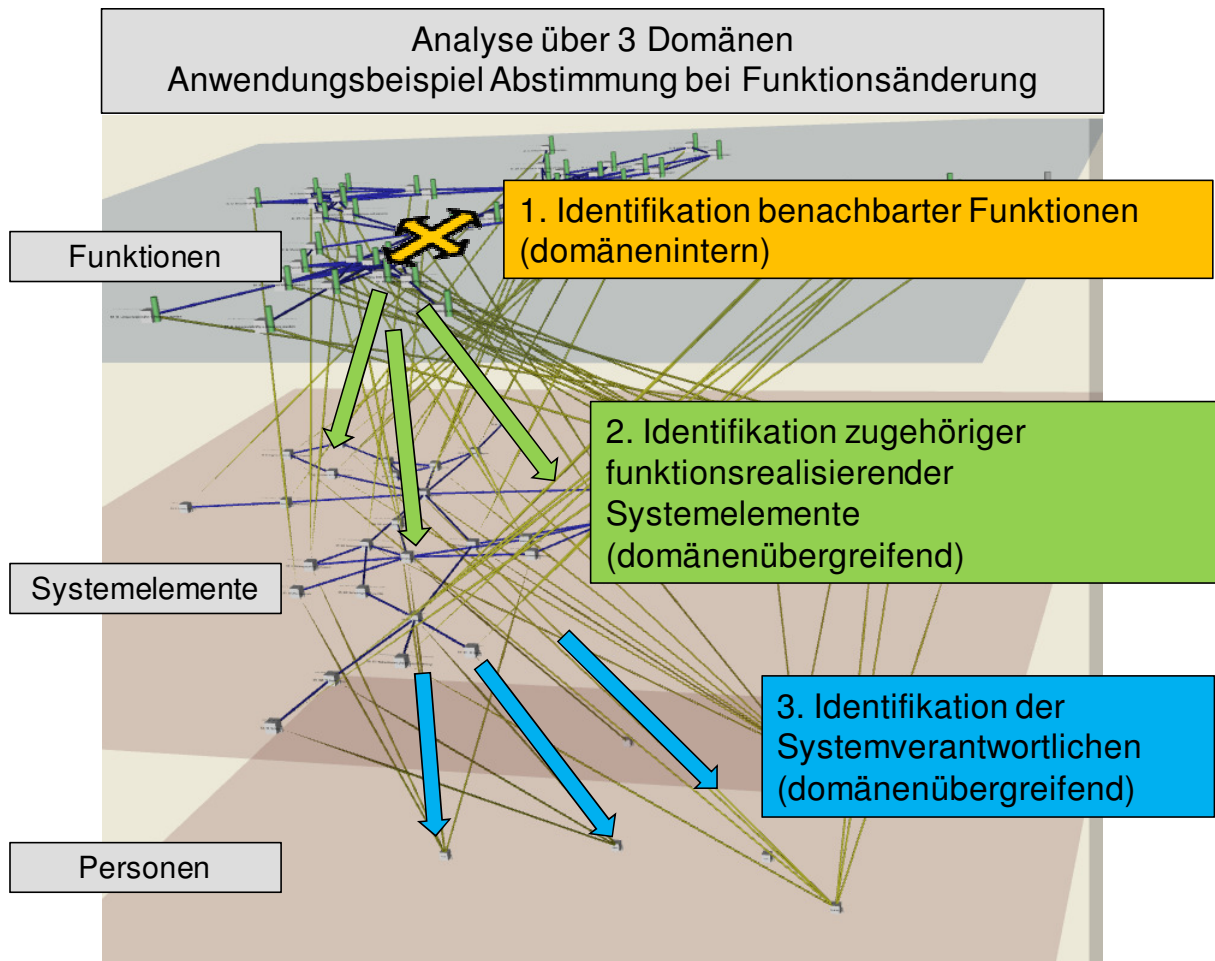 Analyse über 3 Domänen
Anwendungsbeispiel Abstimmung bei Funktionsänderung
1. Identifikation benachbarter Funktionen
(domänenintern)
Funktionen
2. Identifikation zugehöriger
funktionsrealisierender
Systemelemente
(domänenübergreifend)
Systemelemente
3. Identifikation der
Systemverantwortlichen
(domänenübergreifend)
Personen